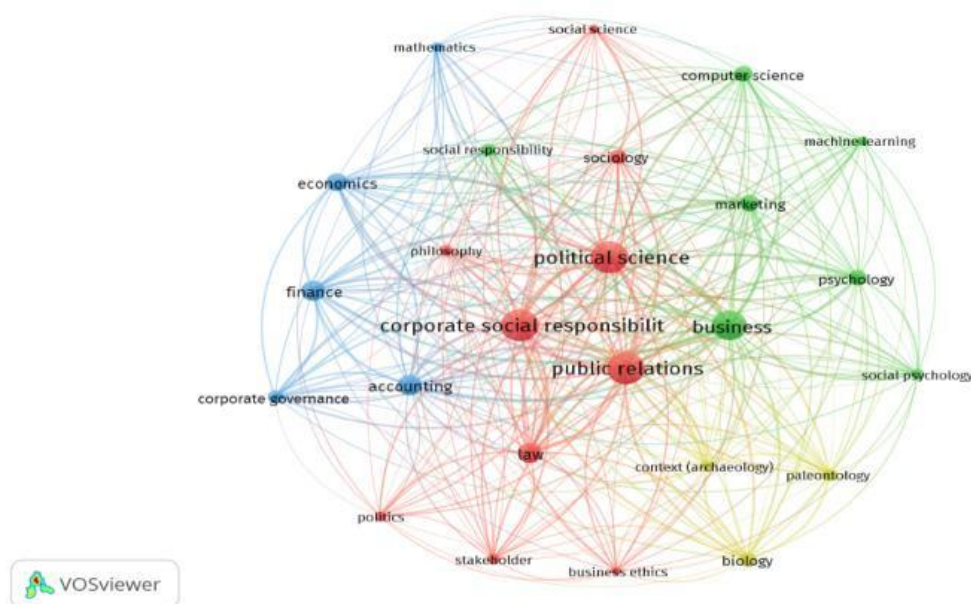 social science
mathematics
computer science
machine learning
social responsibility
sociology
economics
marketing
philosophy
political science
psychology
finance
corporate social responsibilit
business
public relations
social psychology
accounting
corporate governance
law
context (archaeology)
paleontology
politics
stakeholder
business ethics
biology
VOSviewer